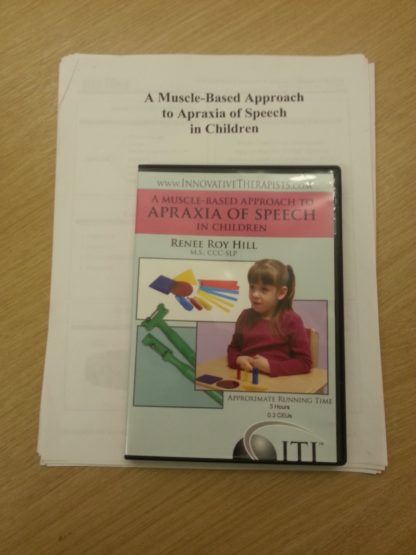 A Muscle-Based Approach
to Apraxia of Speech
in Children
www.InnovativeTherapists.com
A Muscle-Based Approach to
Apraxia of Speech
in Children
Renee Roy Hill
M.S., CCC-SLP
Approximate Running Time
3 Hours
0.3 CEUs
ITI™